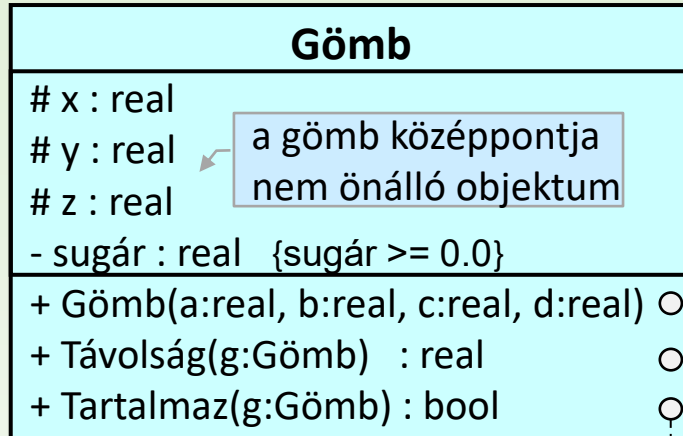 Gömb
# x : real
# y : real
# z : real
a gömb középpontja
nem önálló objektum
- sugár : real {sugár >= 0.0}
+ Gömb(a:real, b:real, c:real, d:real)
+ Távolság(g:Gömb) : real
+ Tartalmaz(g:Gömb) : bool